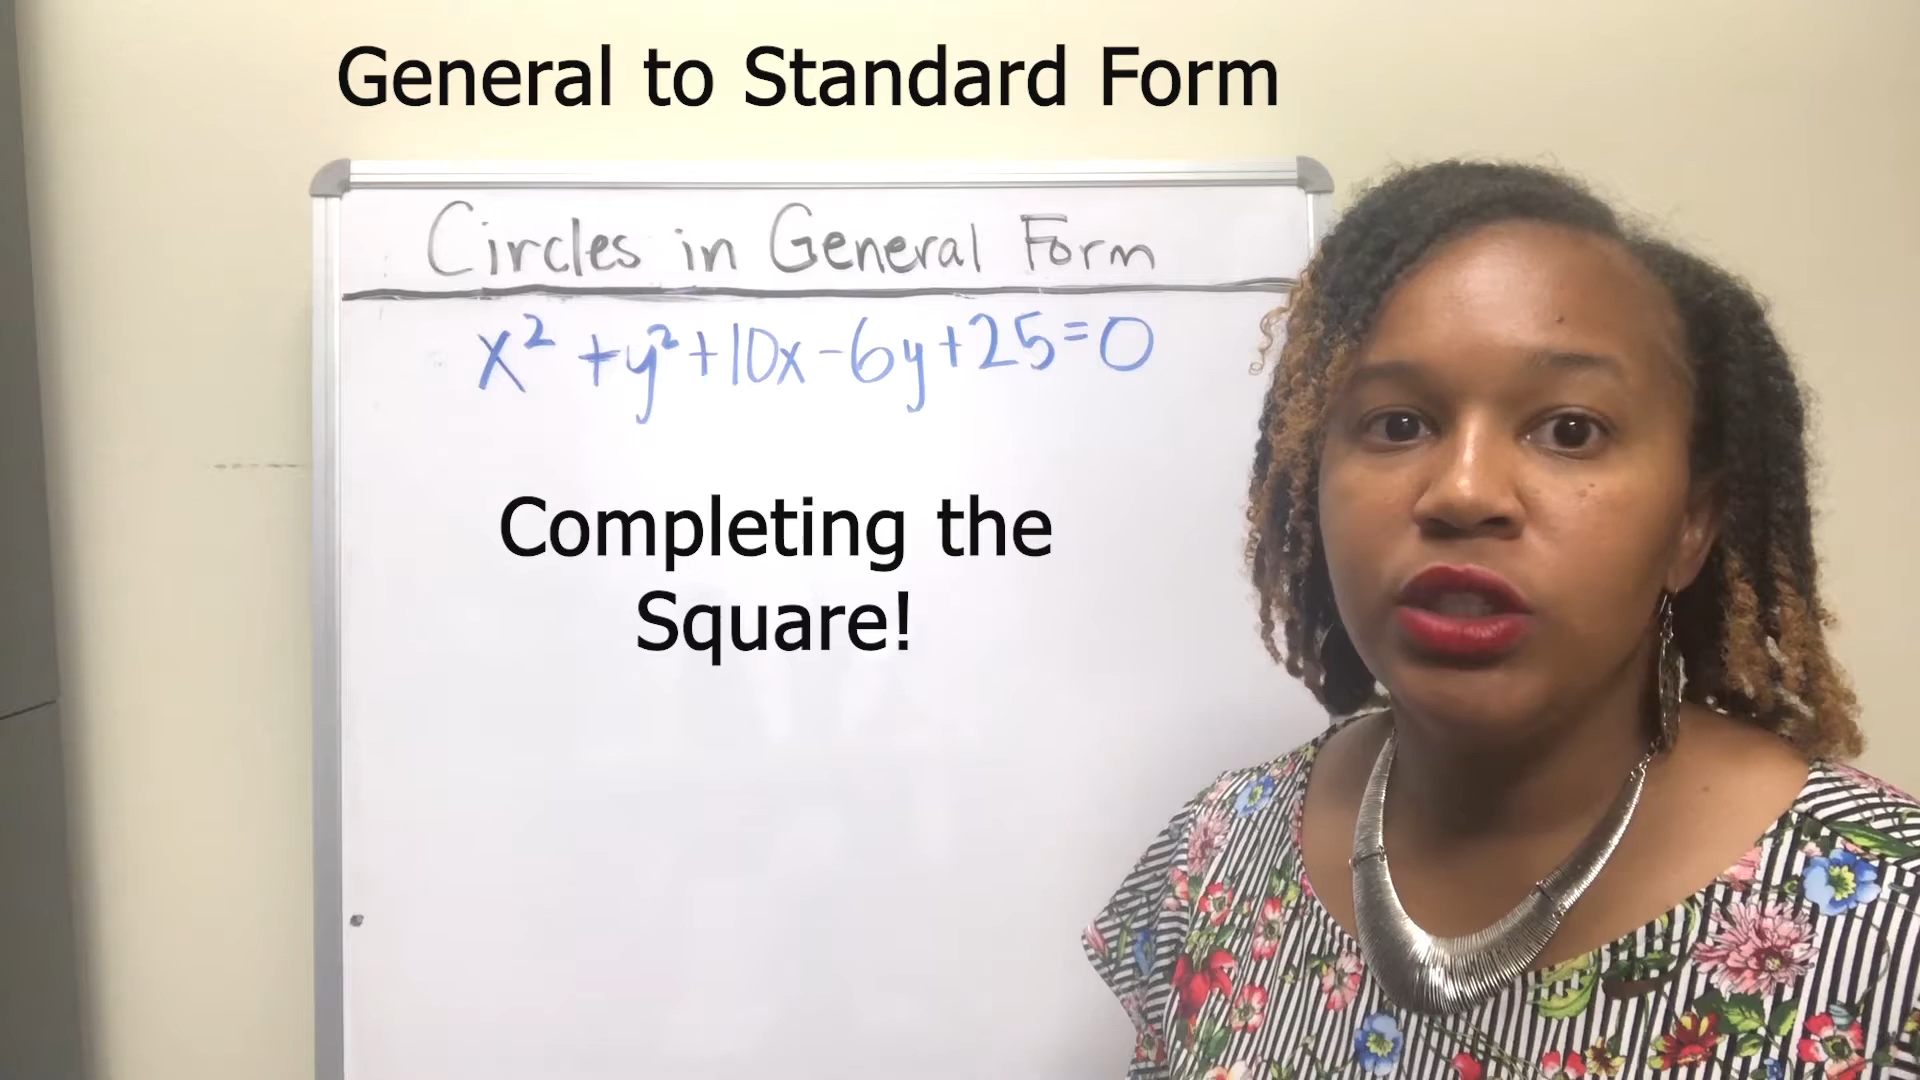 General to Standard Form
Circles in General Form
x² + y² + 10x - 6y + 25 = 0
Completing the
Square!